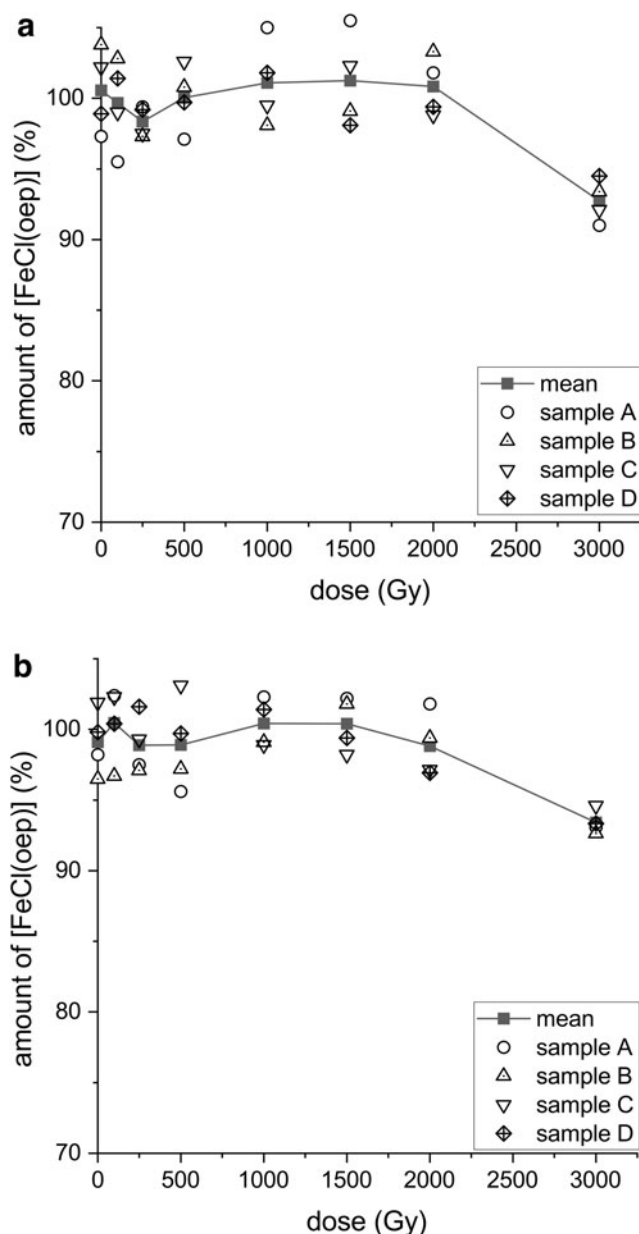 a
amount of [FeCl(oep)] (%)
100
90
80
70
mean
sample A
sample B
sample C
sample D
0 500 1000 1500 2000 2500 3000
dose (Gy)
b
amount of [FeCl(oep)] (%)
100
90
80
70
mean
sample A
sample B
sample C
sample D
0 500 1000 1500 2000 2500 3000
dose (Gy)